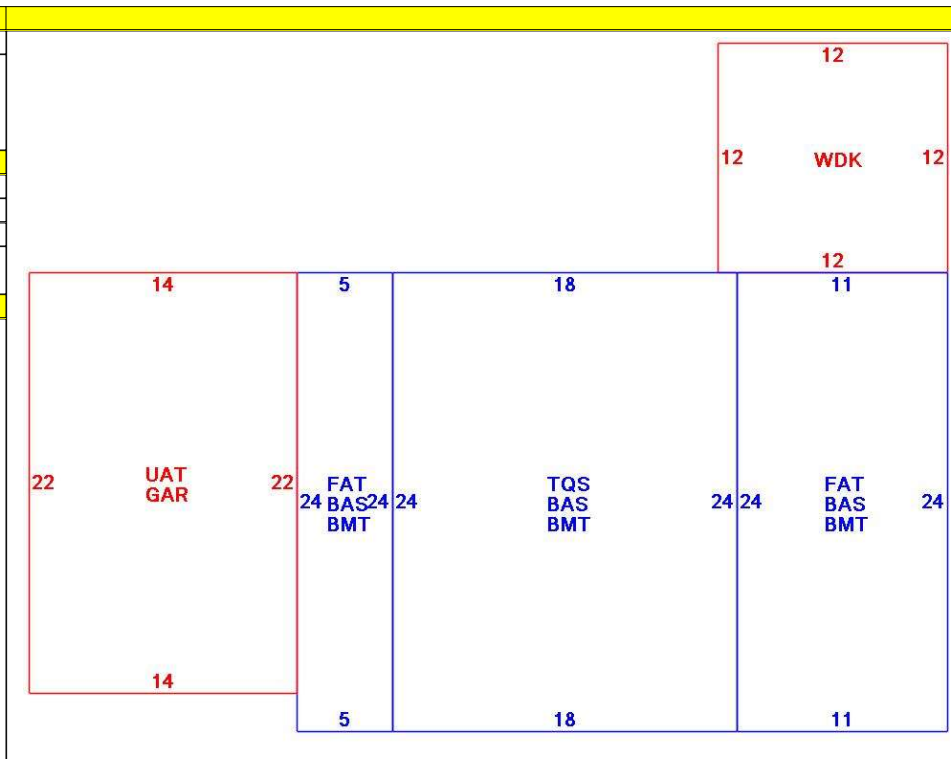 12
12 WDK 12
12
14 5 18 11
22 UAT 22 FAT TQS FAT
GAR 24 BAS 24 24 BAS 24 24 BAS 24
BMT BMT BMT
14
5 18 11